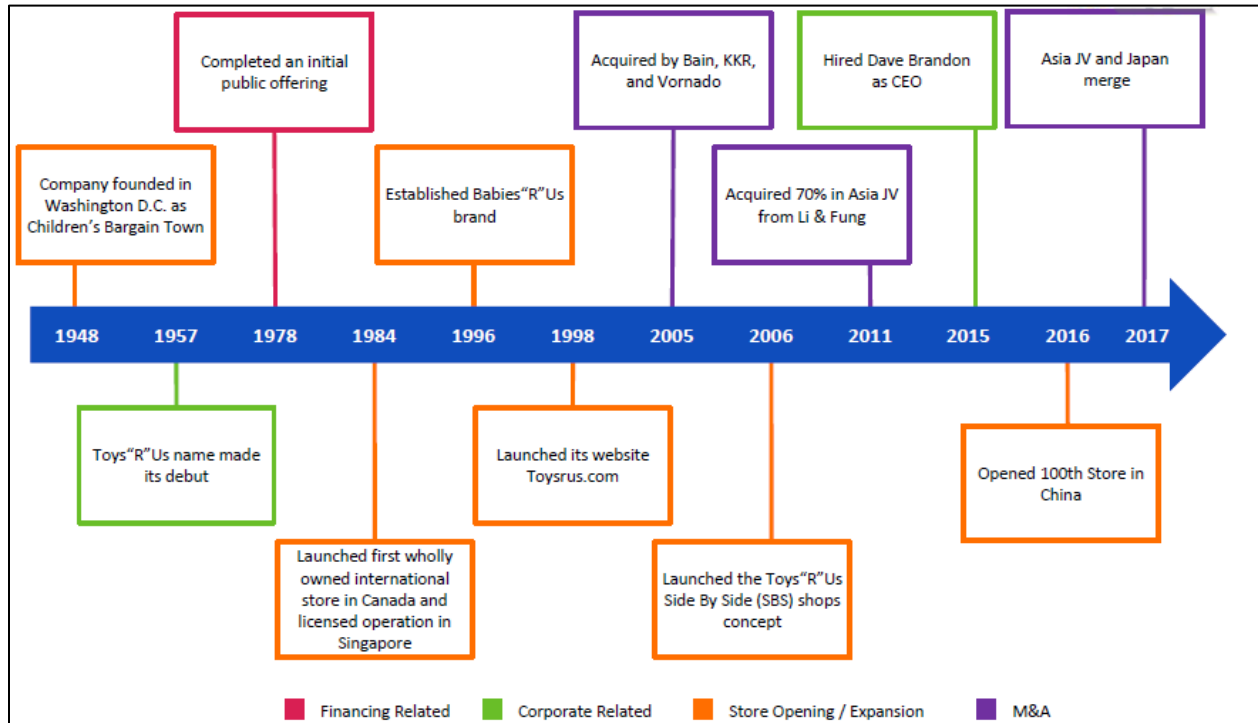 Completed an initial
public offering
Acquired by Bain, KKR,
and Vornado
Hired Dave Brandon
as CEO
Asia JV and Japan
merge
Company founded in
Washington D.C. as
Children’s Bargain Town
Established Babies“R”Us
brand
Acquired 70% in Asia JV
from Li & Fung
1948 1957 1978 1984 1996 1998 2005 2006 2011 2015 2016 2017
Toys“R”Us name made
its debut
Launched its website
Toysrus.com
Opened 100th Store in
China
Launched first wholly
owned international
store in Canada and
licensed operation in
Singapore
Launched the Toys“R”Us
Side By Side (SBS) shops
concept
Financing Related Corporate Related Store Opening / Expansion M&A